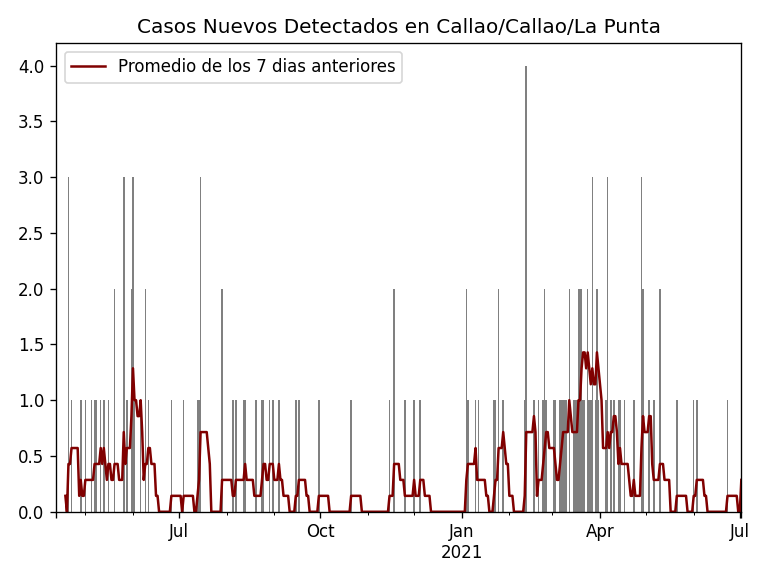 Casos Nuevos Detectados en Callao/Callao/La Punta
Promedio de los 7 dias anteriores
4.0
3.5
3.0
2.5
2.0
1.5
1.0
0.5
0.0
Jul
Oct
Jan
2021
Apr
Jul